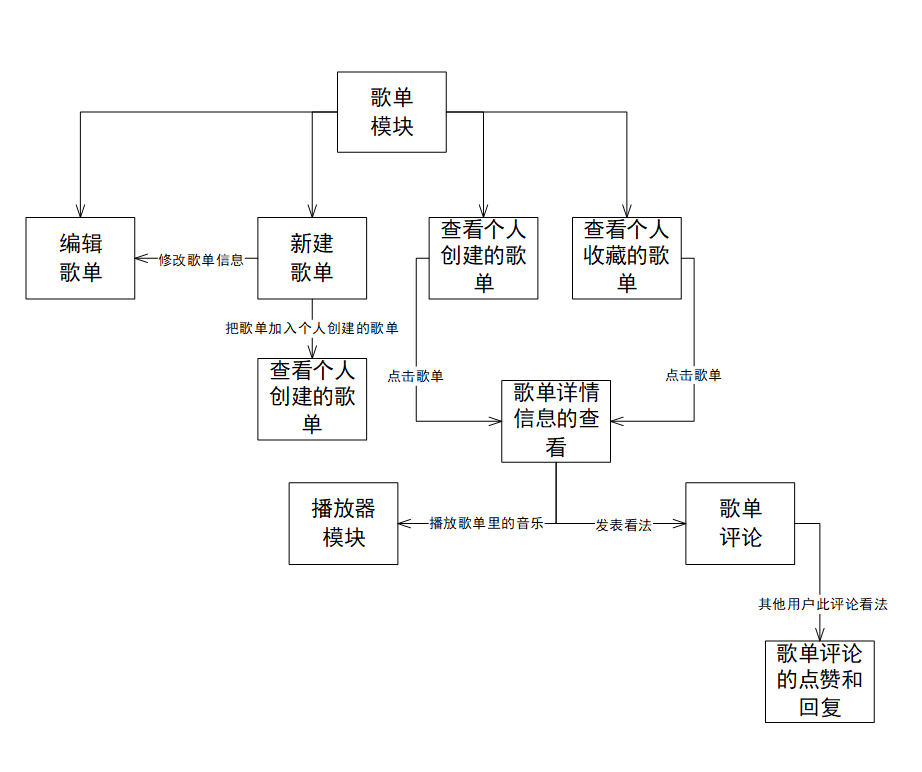 歌单
模块
编辑
歌单
修改歌单信息
新建
歌单
查看个人
创建的歌
单
查看个人
收藏的歌
单
把歌单加入个人创建的歌单
查看个人
创建的歌
单
点击歌单
点击歌单
歌单详情
信息的查
看
播放器
模块
播放歌单里的音乐
发表看法
歌单
评论
其他用户此评论看法
歌单评论
的点赞和
回复